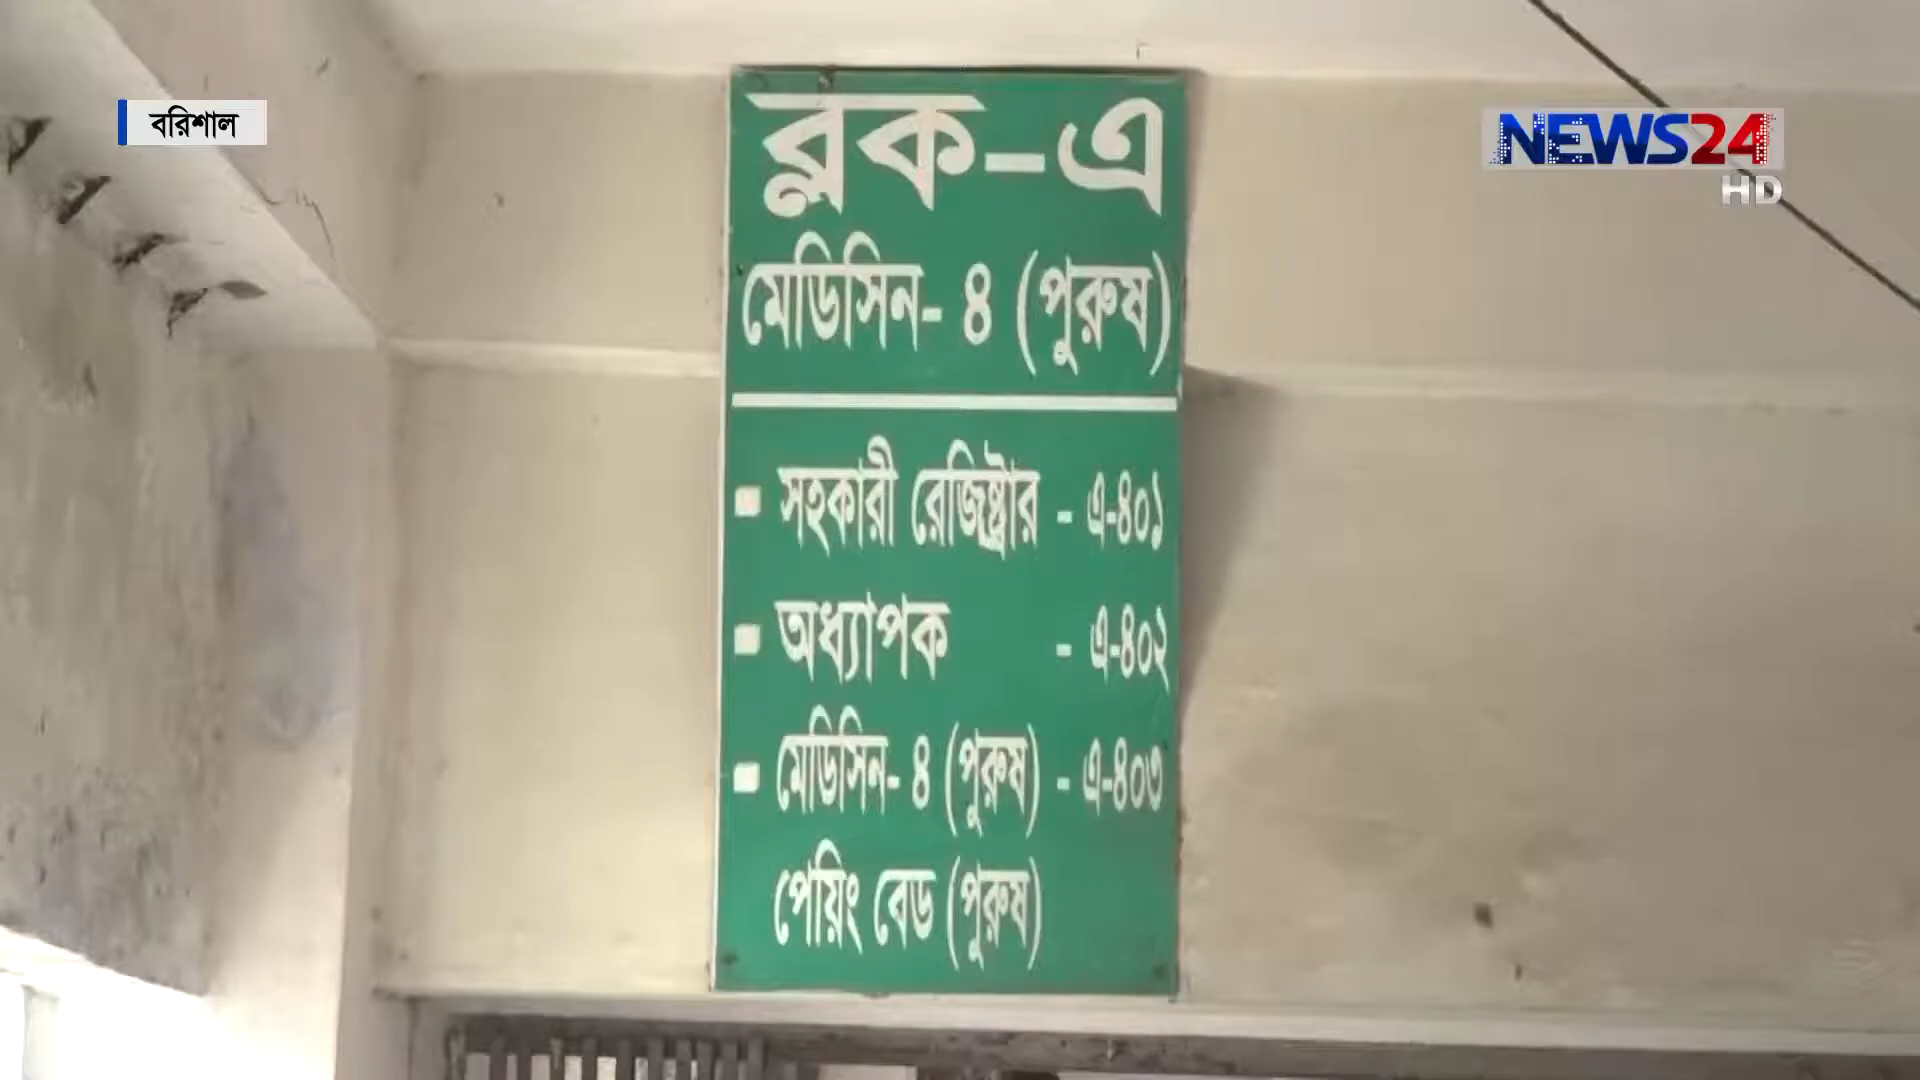 বরিশাল
NEWS24
HD
ব্লক-এ
মেডিসিন- ৪ (পুরুষ)
▪ সহকারী রেজিষ্ট্রার - এ-৪০১
▪ অধ্যাপক - এ-৪০২
▪ মেডিসিন- ৪ (পুরুষ) - এ-৪০৩
পেয়িং বেড (পুরুষ)